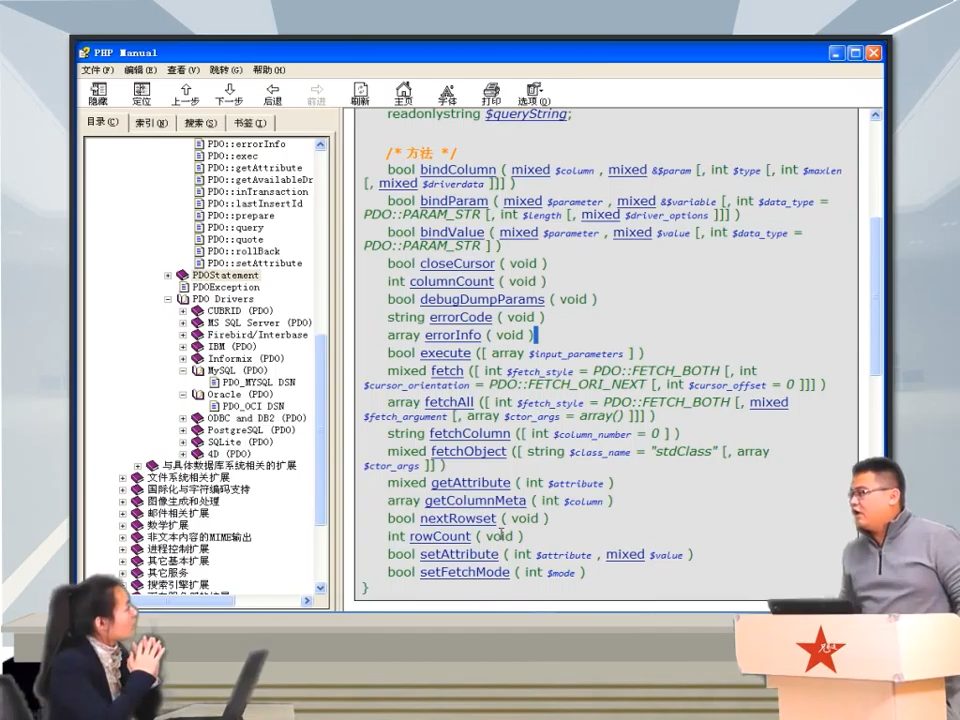 PHP Manual
文件(F) 编辑(E) 查看(V) 跳转(G) 帮助(H)
隐藏 定位 上一步 下一步 后退 前进 刷新 主页 字体 打印 选项(O)
目录(C) 索引(N) 搜索(S) 书签(I)
PDO::errorInfo
PDO::exec
PDO::getAttribute
PDO::getAvailableDr
PDO::inTransaction
PDO::lastInsertId
PDO::prepare
PDO::query
PDO::quote
PDO::rollBack
PDO::setAttribute
PDOStatement
PDOException
PDO Drivers
CUBRID (PDO)
MS SQL Server (PDO)
Firebird/Interbase
IBM (PDO)
Informix (PDO)
MySQL (PDO)
PDO_MYSQL DSN
Oracle (PDO)
PDO_OCI DSN
ODBC and DB2 (PDO)
PostgreSQL (PDO)
SQLite (PDO)
4D (PDO)
与具体数据库系统相关的扩展
文件系统相关扩展
国际化与字符编码支持
图像生成和处理
邮件相关扩展
数学扩展
非文本内容的MIME输出
进程控制扩展
其它基本扩展
其它服务
搜索引擎扩展
readonlystring $queryString;
/* 方法 */
bool bindColumn ( mixed $column , mixed &$param [, int $type [, int $maxlen
[, mixed $driverdata ]]] )
bool bindParam ( mixed $parameter , mixed &$variable [, int $data_type =
PDO::PARAM_STR [, int $length [, mixed $driver_options ]]] )
bool bindValue ( mixed $parameter , mixed $value [, int $data_type =
PDO::PARAM_STR ] )
bool closeCursor ( void )
int columnCount ( void )
bool debugDumpParams ( void )
string errorCode ( void )
array errorInfo ( void )
bool execute ([ array $input_parameters ] )
mixed fetch ([ int $fetch_style = PDO::FETCH_BOTH [, int
$cursor_orientation = PDO::FETCH_ORI_NEXT [, int $cursor_offset = 0 ]]] )
array fetchAll ([ int $fetch_style = PDO::FETCH_BOTH [, mixed
$fetch_argument [, array $ctor_args = array() ]]] )
string fetchColumn ([ int $column_number = 0 ] )
mixed fetchObject ([ string $class_name = "stdClass" [, array
$ctor_args ]] )
mixed getAttribute ( int $attribute )
array getColumnMeta ( int $column )
bool nextRowset ( void )
int rowCount ( void )
bool setAttribute ( int $attribute , mixed $value )
bool setFetchMode ( int $mode )
}